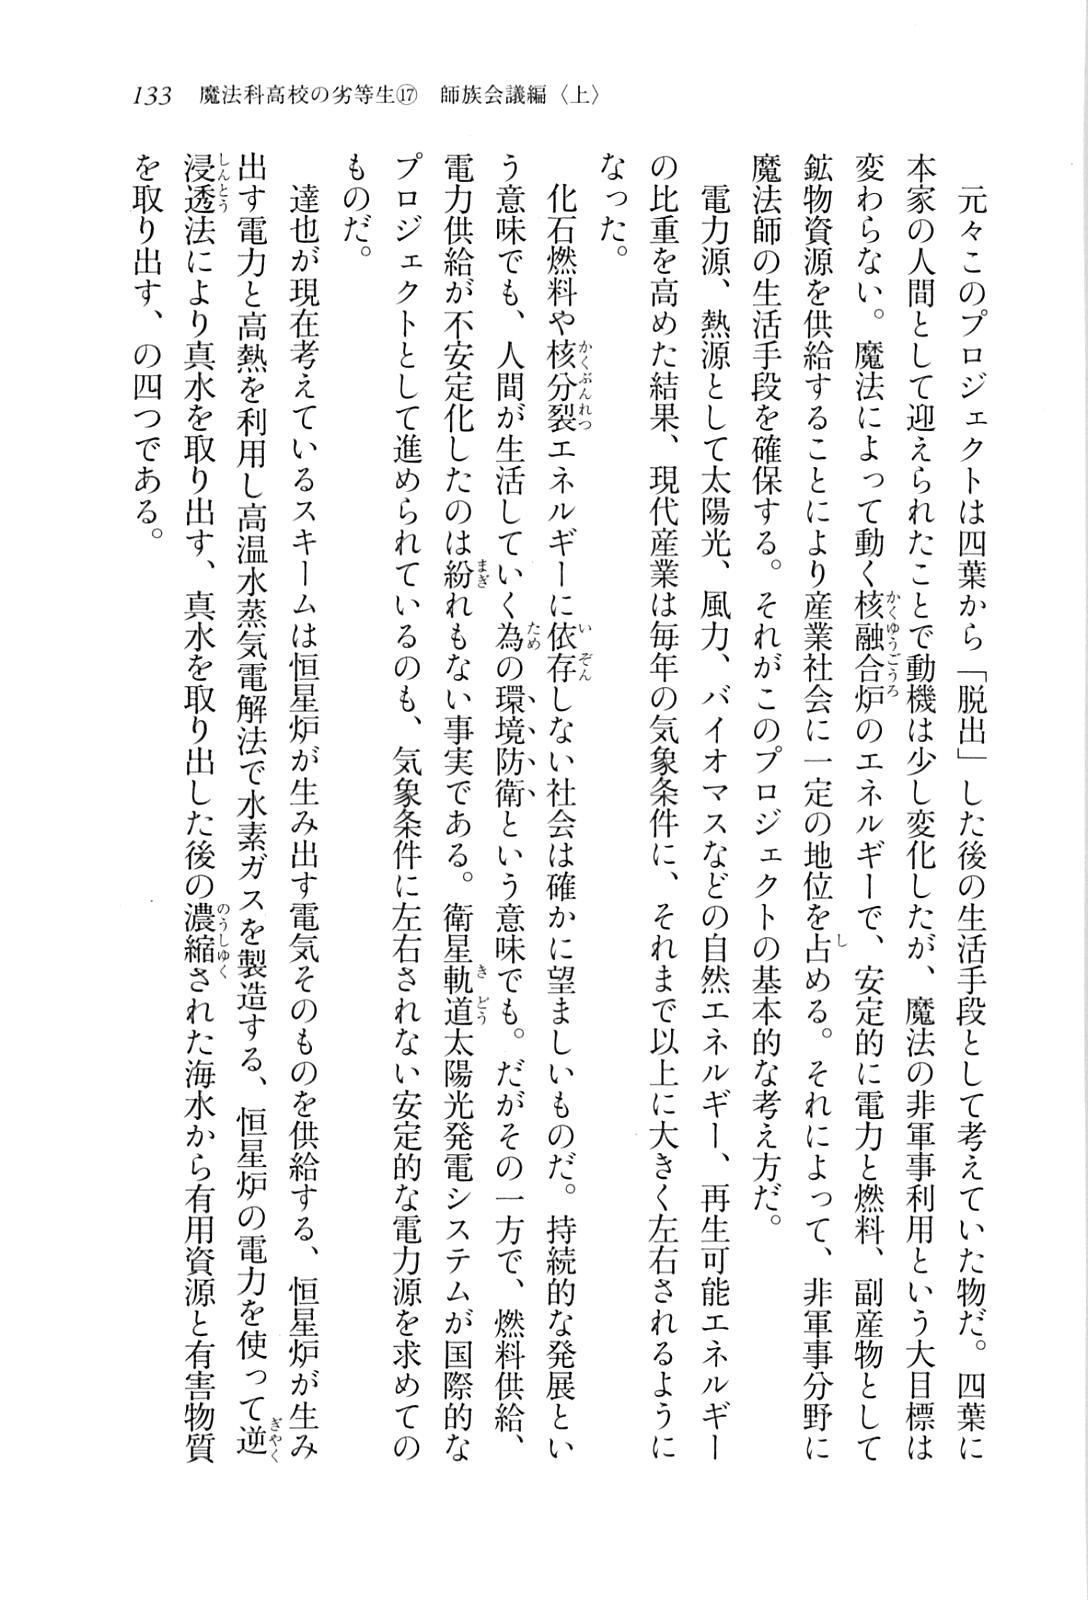 133 魔法科高校の劣等生⑰ 師族会議編〈上〉
元々このプロジェクトは四葉から「脱出」した後の生活手段として考えていた物だ。四葉に
本家の人間として迎えられたことで動機は少し変化したが、魔法の非軍事利用という大目標は
変わらない。魔法によって動く核融合炉のエネルギーで、安定的に電力と燃料、副産物として
鉱物資源を供給することにより産業社会に一定の地位を占める。それによって、非軍事分野に
魔法師の生活手段を確保する。それがこのプロジェクトの基本的な考え方だ。
電力源、熱源として太陽光、風力、バイオマスなどの自然エネルギー、再生可能エネルギー
の比重を高めた結果、現代産業は毎年の気象条件に、それまで以上に大きく左右されるように
なった。
化石燃料や核分裂エネルギーに依存しない社会は確かに望ましいものだ。持続的な発展とい
う意味でも、人間が生活していく為の環境防衛という意味でも。だがその一方で、燃料供給、
電力供給が不安定化したのは紛れもない事実である。衛星軌道太陽光発電システムが国際的な
プロジェクトとして進められているのも、気象条件に左右されない安定的な電力源を求めての
ものだ。
達也が現在考えているスキームは恒星炉が生み出す電気そのものを供給する、恒星炉が生み
出す電力と高熱を利用し高温水蒸気電解法で水素ガスを製造する、恒星炉の電力を使って逆
浸透法により真水を取り出す、真水を取り出した後の濃縮された海水から有用資源と有害物質
を取り出す、の四つである。